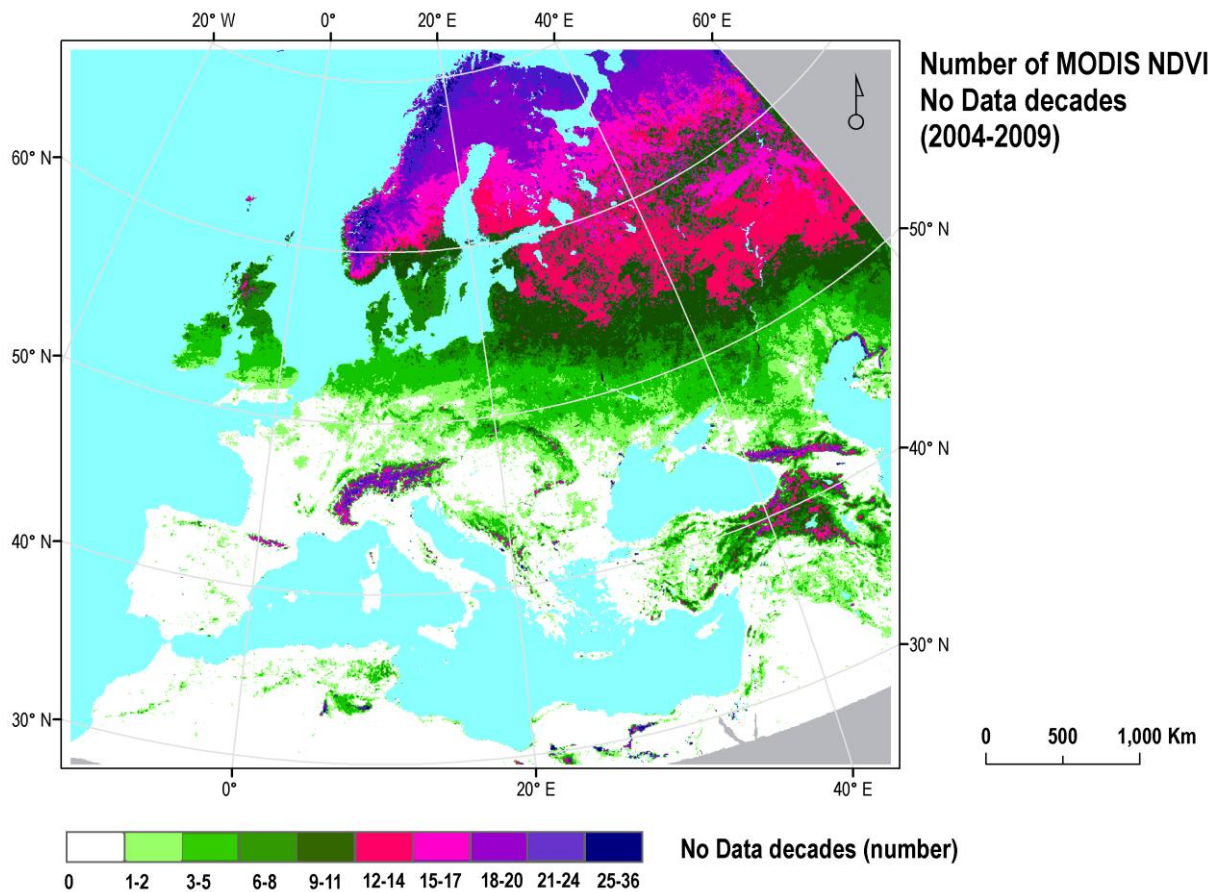 20° W 0° 20° E 40° E 60° E
Number of MODIS NDVI
No Data decades
(2004-2009)
60° N
50° N
50° N
40° N
40° N
30° N
30° N
0 500 1,000 Km
0° 20° E 40° E
No Data decades (number)
0 1-2 3-5 6-8 9-11 12-14 15-17 18-20 21-24 25-36